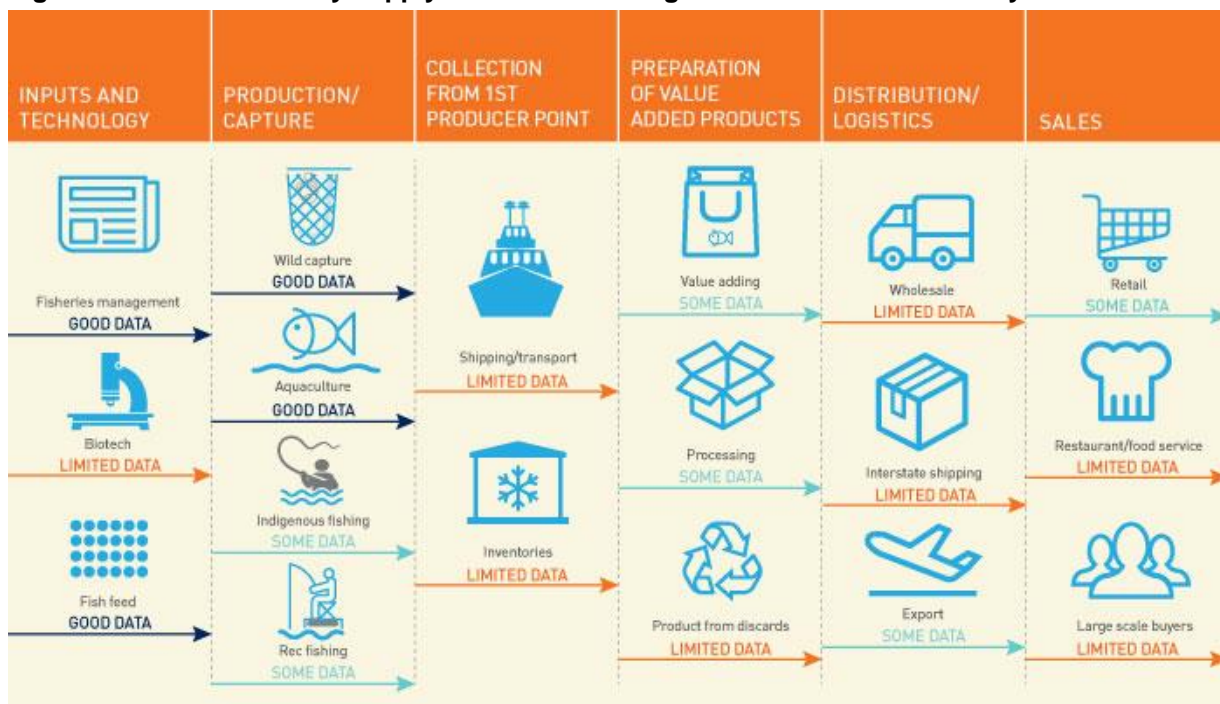 INPUTS AND
TECHNOLOGY
PRODUCTION/
CAPTURE
COLLECTION
FROM 1ST
PRODUCER POINT
PREPARATION
OF VALUE
ADDED PRODUCTS
DISTRIBUTION/
LOGISTICS
SALES
Fisheries management
GOOD DATA
Biotech
LIMITED DATA
Fish feed
GOOD DATA
Wild capture
GOOD DATA
Aquaculture
GOOD DATA
Indigenous fishing
SOME DATA
Rec fishing
SOME DATA
Shipping/transport
LIMITED DATA
Inventories
LIMITED DATA
Value adding
SOME DATA
Processing
SOME DATA
Product from discards
LIMITED DATA
Wholesale
LIMITED DATA
Interstate shipping
LIMITED DATA
Export
SOME DATA
Retail
SOME DATA
Restaurant/food service
LIMITED DATA
Large scale buyers
LIMITED DATA